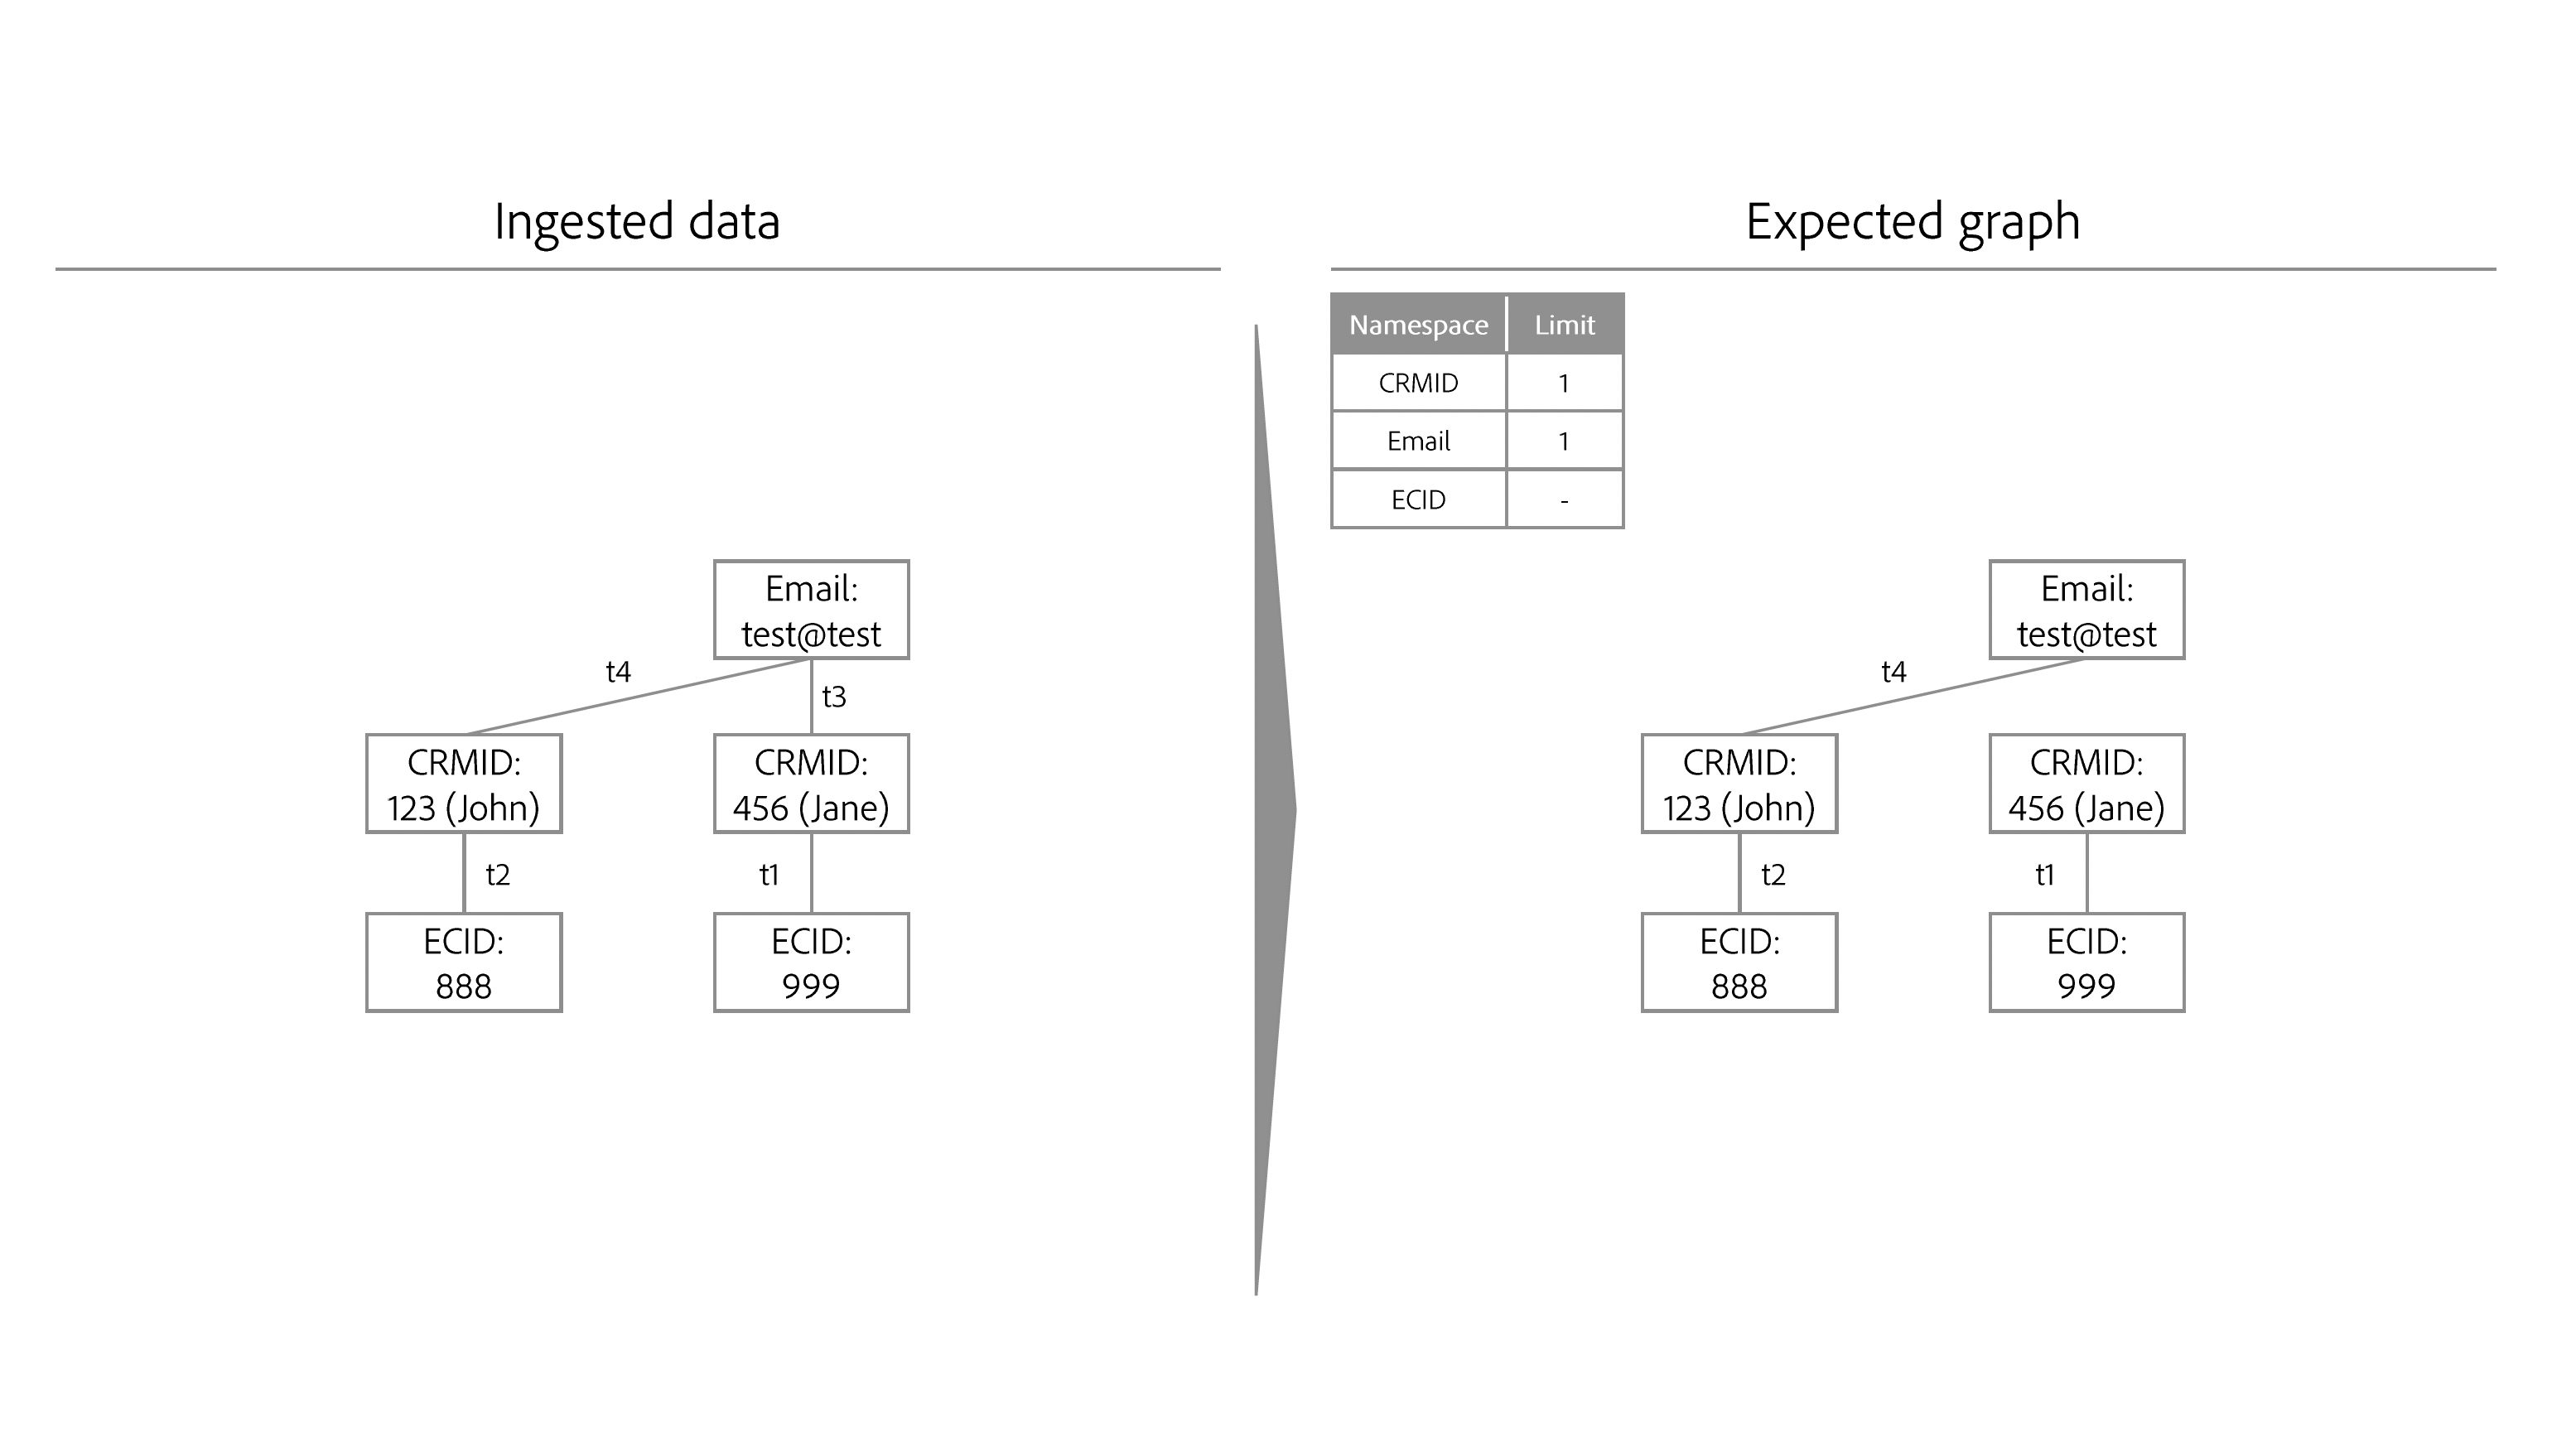 Ingested data
Email:
test@test
t4
t3
CRMID:
123 (John)
CRMID:
456 (Jane)
t2
t1
ECID:
888
ECID:
999
Expected graph
Namespace Limit
CRMID 1
Email 1
ECID -
Email:
test@test
t4
CRMID:
123 (John)
CRMID:
456 (Jane)
t2
t1
ECID:
888
ECID:
999